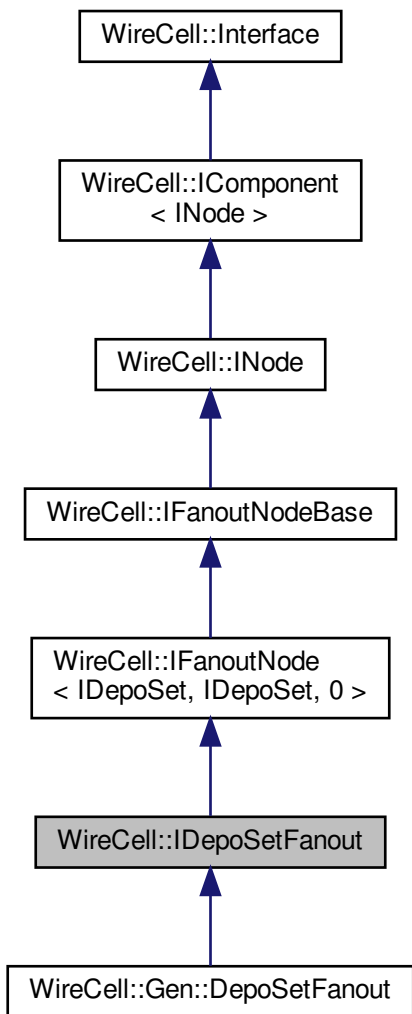 WireCell::Interface
WireCell::IComponent
< INode >
WireCell::INode
WireCell::IFanoutNodeBase
WireCell::IFanoutNode
< IDepoSet, IDepoSet, 0 >
WireCell::IDepoSetFanout
WireCell::Gen::DepoSetFanout